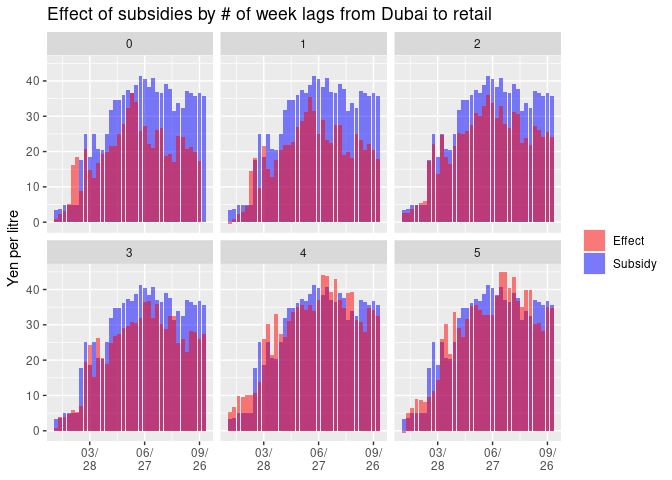 Effect of subsidies by # of week lags from Dubai to retail
0 1 2
40
30
20
10
0
Yen per litre
Effect
Subsidy
3 4 5
40
30
20
10
0
03/ 06/ 09/ 03/ 06/ 09/ 03/ 06/ 09/
28 27 26 28 27 26 28 27 26